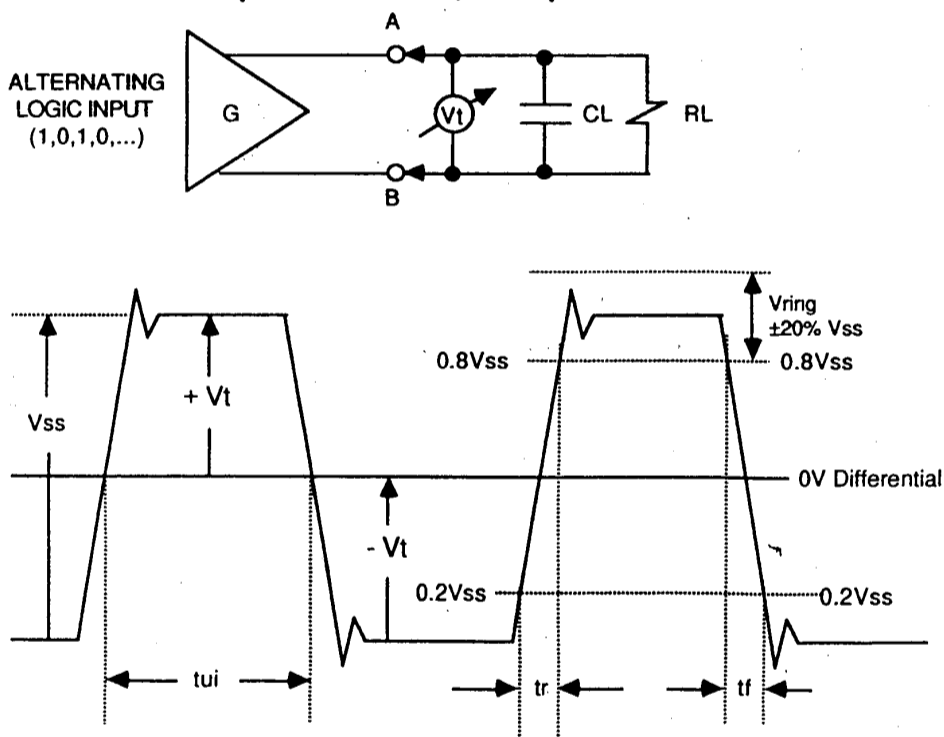 A
ALTERNATING
LOGIC INPUT
(1,0,1,0,...)
G
Vt
CL
RL
B
Vring
±20% Vss
0.8Vss
0.8Vss
+ Vt
Vss
0V Differential
- Vt
0.2Vss
0.2Vss
tui
tr
tf